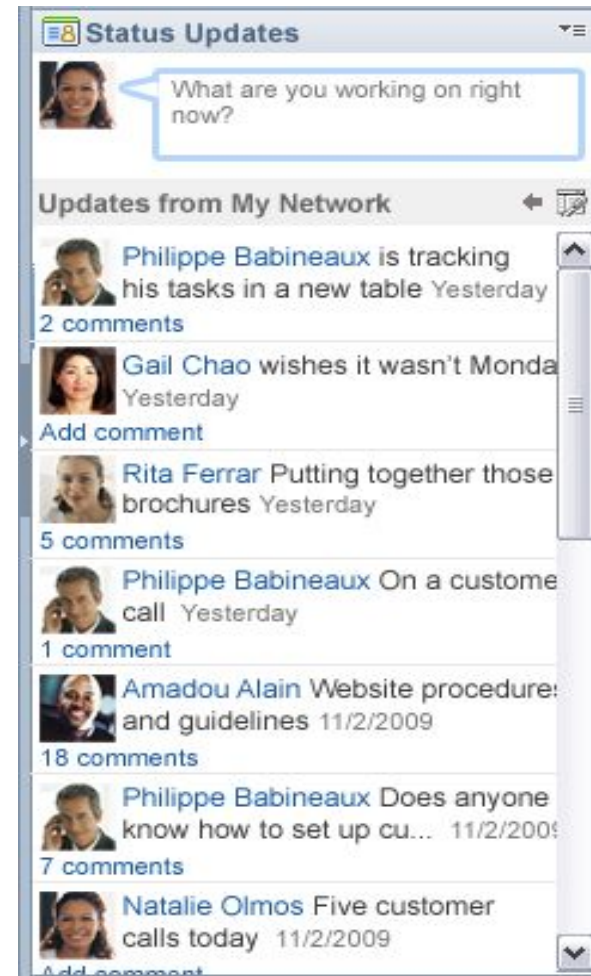 Status Updates
What are you working on right
now?
Updates from My Network
Philippe Babineaux is tracking
his tasks in a new table Yesterday
2 comments
Gail Chao wishes it wasn't Monda
Yesterday
Add comment
Rita Ferrar Putting together those
brochures Yesterday
5 comments
Philippe Babineaux On a custome
call Yesterday
1 comment
Amadou Alain Website procedures
and guidelines 11/2/2009
18 comments
Philippe Babineaux Does anyone
know how to set up cu... 11/2/2009
7 comments
Natalie Olmos Five customer
calls today 11/2/2009
Add comment